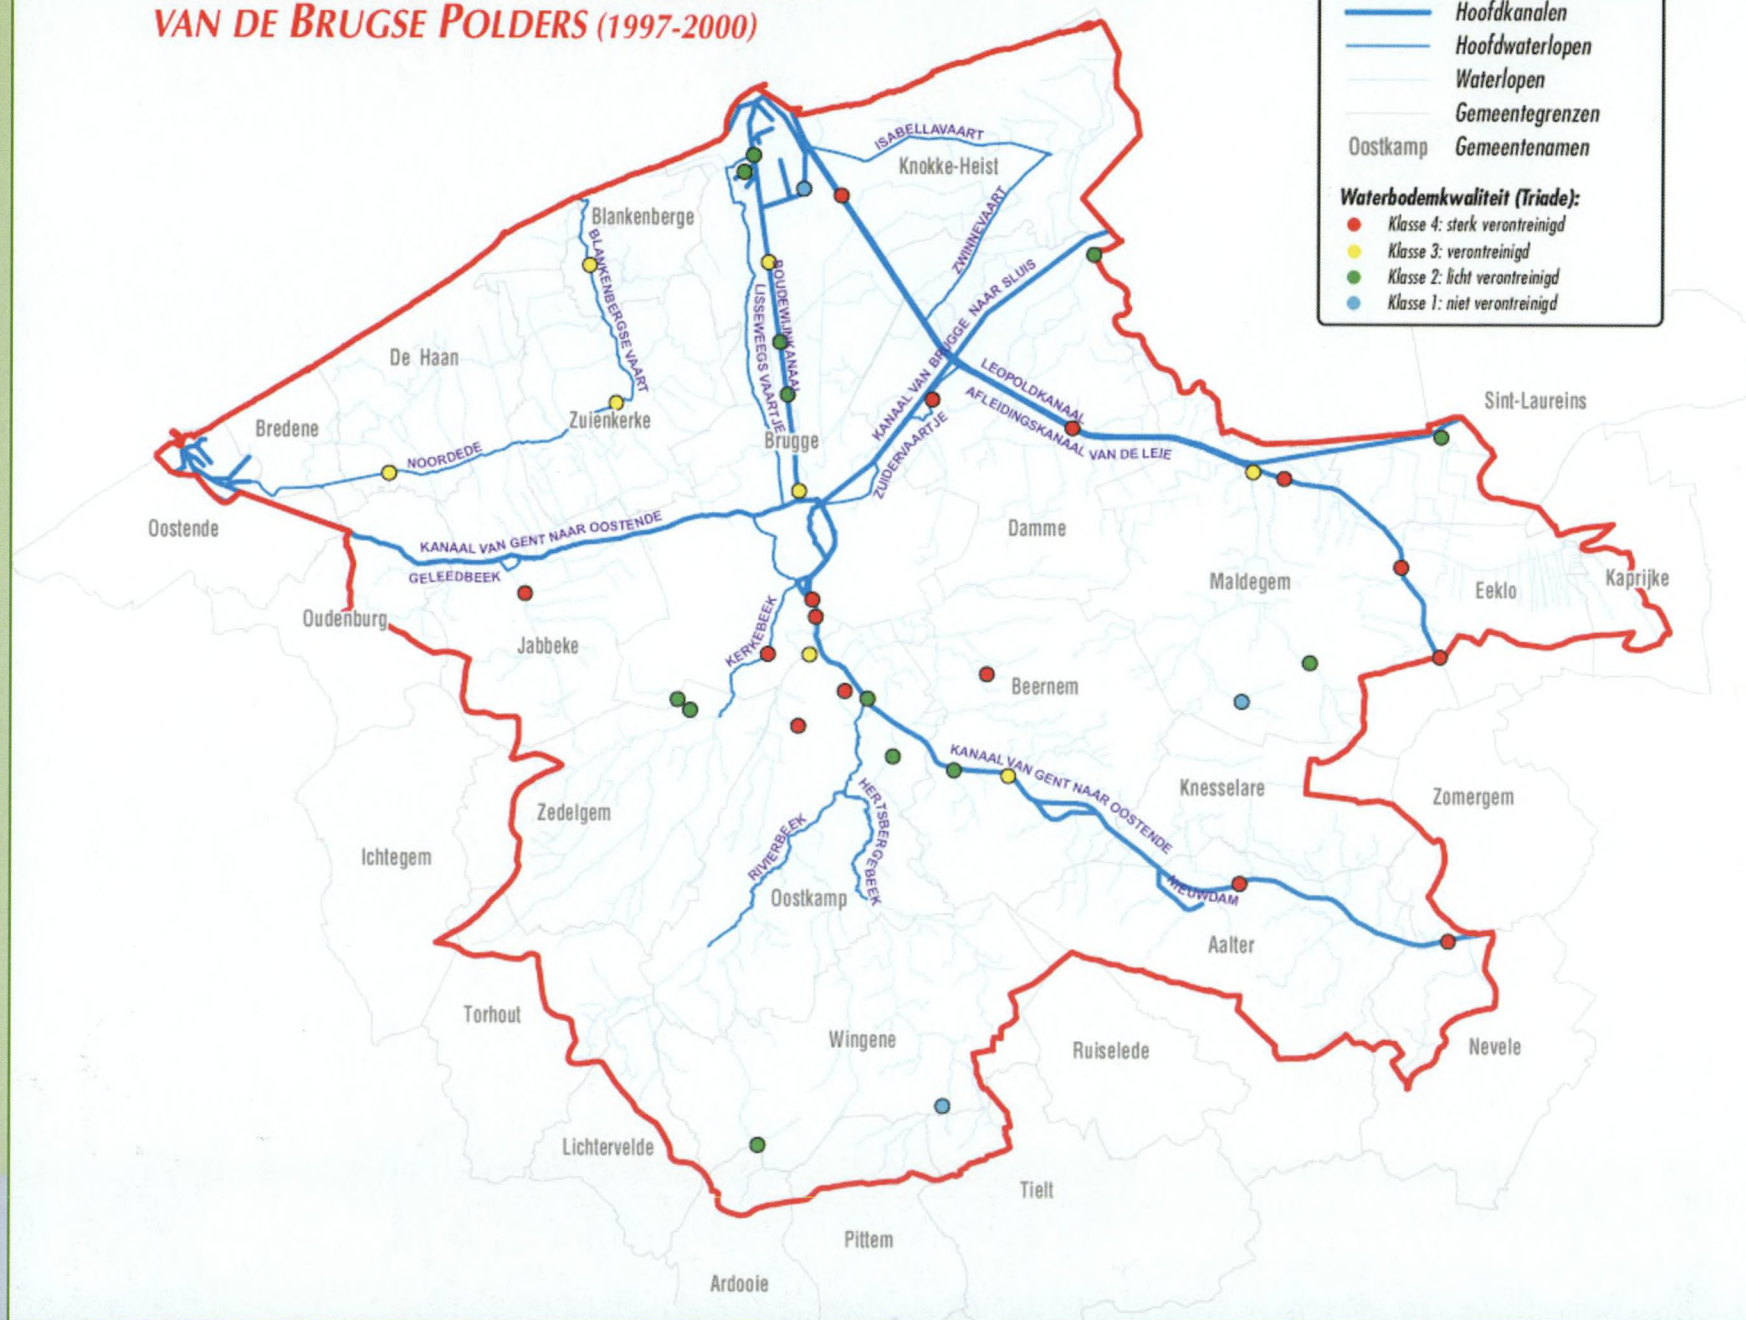 VAN DE BRUGSE POLDERS (1997-2000)
Hoofdkanalen
Hoofdwaterlopen
Waterlopen
Gemeentegrenzen
Oostkamp Gemeentenamen
Waterbodemkwaliteit (Triade):
Klasse 4: sterk verontreinigd
Klasse 3: verontreinigd
Klasse 2: licht verontreinigd
Klasse 1: niet verontreinigd
ISABELLAVAART
Knokke-Heist
Blankenberge
ZWINNEVAART
BLANKENBERGSE VAART
BOUDEWIJNKANAAL
LISSEWEEGS VAARTJE
KANAAL VAN BRUGGE NAAR SLUIS
De Haan
LEOPOLDKANAAL
AFLEIDINGSKANAAL VAN DE LEIE
Sint-Laureins
Bredene
Zuienkerke
Brugge
ZUIDERVAARTJE
NOORDEDE
Oostende
KANAAL VAN GENT NAAR OOSTENDE
Damme
GELEEDBEEK
Maldegem
Eeklo
Kaprijke
Oudenburg
Jabbeke
KERKEBEEK
Beernem
KANAAL VAN GENT NAAR OOSTENDE
Knesselare
Zomergem
Zedelgem
RIVIERBEEK
HERTSBERGEBEEK
Ichtegem
Oostkamp
NIEUWDAM
Aalter
Torhout
Wingene
Ruiselede
Nevele
Lichtervelde
Tielt
Pittem
Ardooie